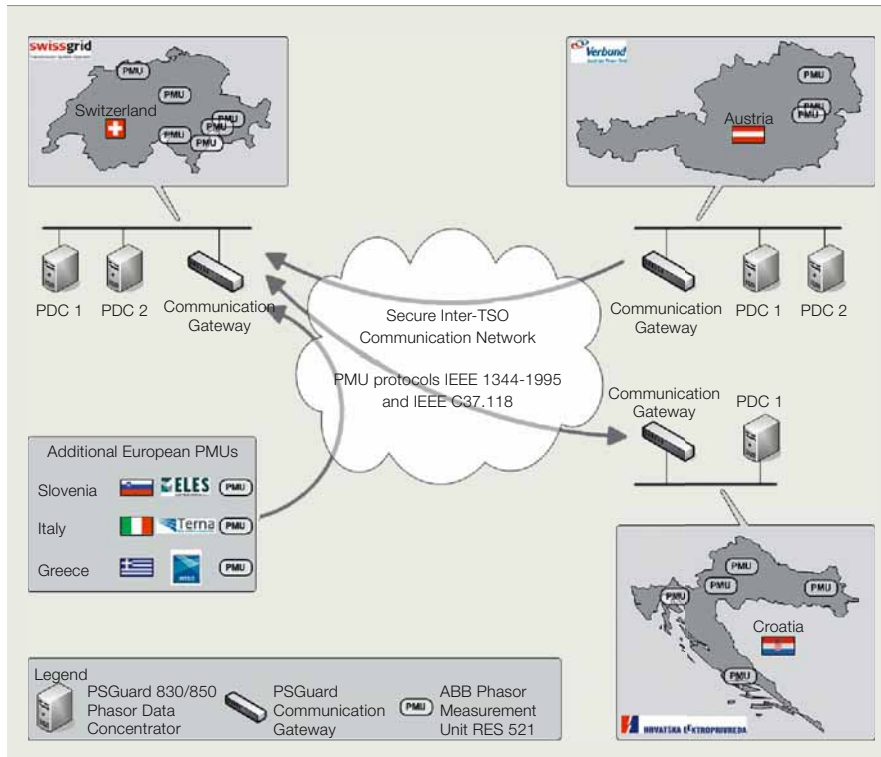 swissgrid
PMU
PMU
Switzerland
PMU
PMU
PMU
PMU
PDC 1
PDC 2
Communication
Gateway
Verbund
Austrian Power Grid
PMU
PMU
PMU
Austria
Communication
Gateway
PDC 1
PDC 2
Secure Inter-TSO
Communication Network
PMU protocols IEEE 1344-1995
and IEEE C37.118
Communication
Gateway
PDC 1
Additional European PMUs
Slovenia
ELES
PMU
Italy
Terna
PMU
Greece
PMU
PMU
PMU
PMU
PMU
Croatia
PMU
HRVATSKA ELEKTROPRIVREDA
Legend
PSGuard 830/850
Phasor Data
Concentrator
PSGuard
Communication
Gateway
PMU
ABB Phasor
Measurement
Unit RES 521